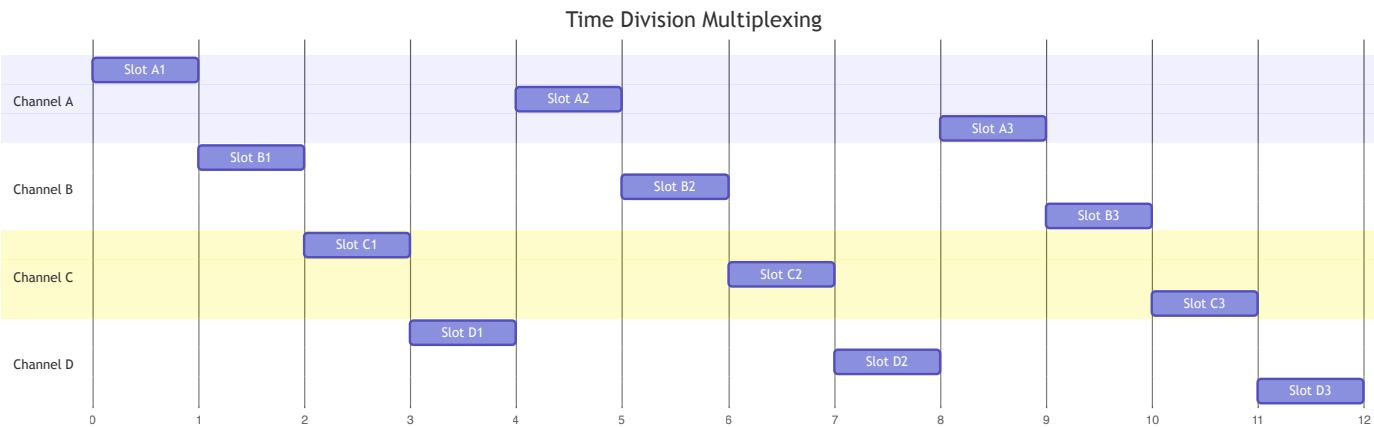 Time Division Multiplexing
Slot A1
Channel A
Slot A2
Slot A3
Slot B1
Channel B
Slot B2
Slot B3
Slot C1
Channel C
Slot C2
Slot C3
Slot D1
Channel D
Slot D2
Slot D3
0 1 2 3 4 5 6 7 8 9 10 11 12